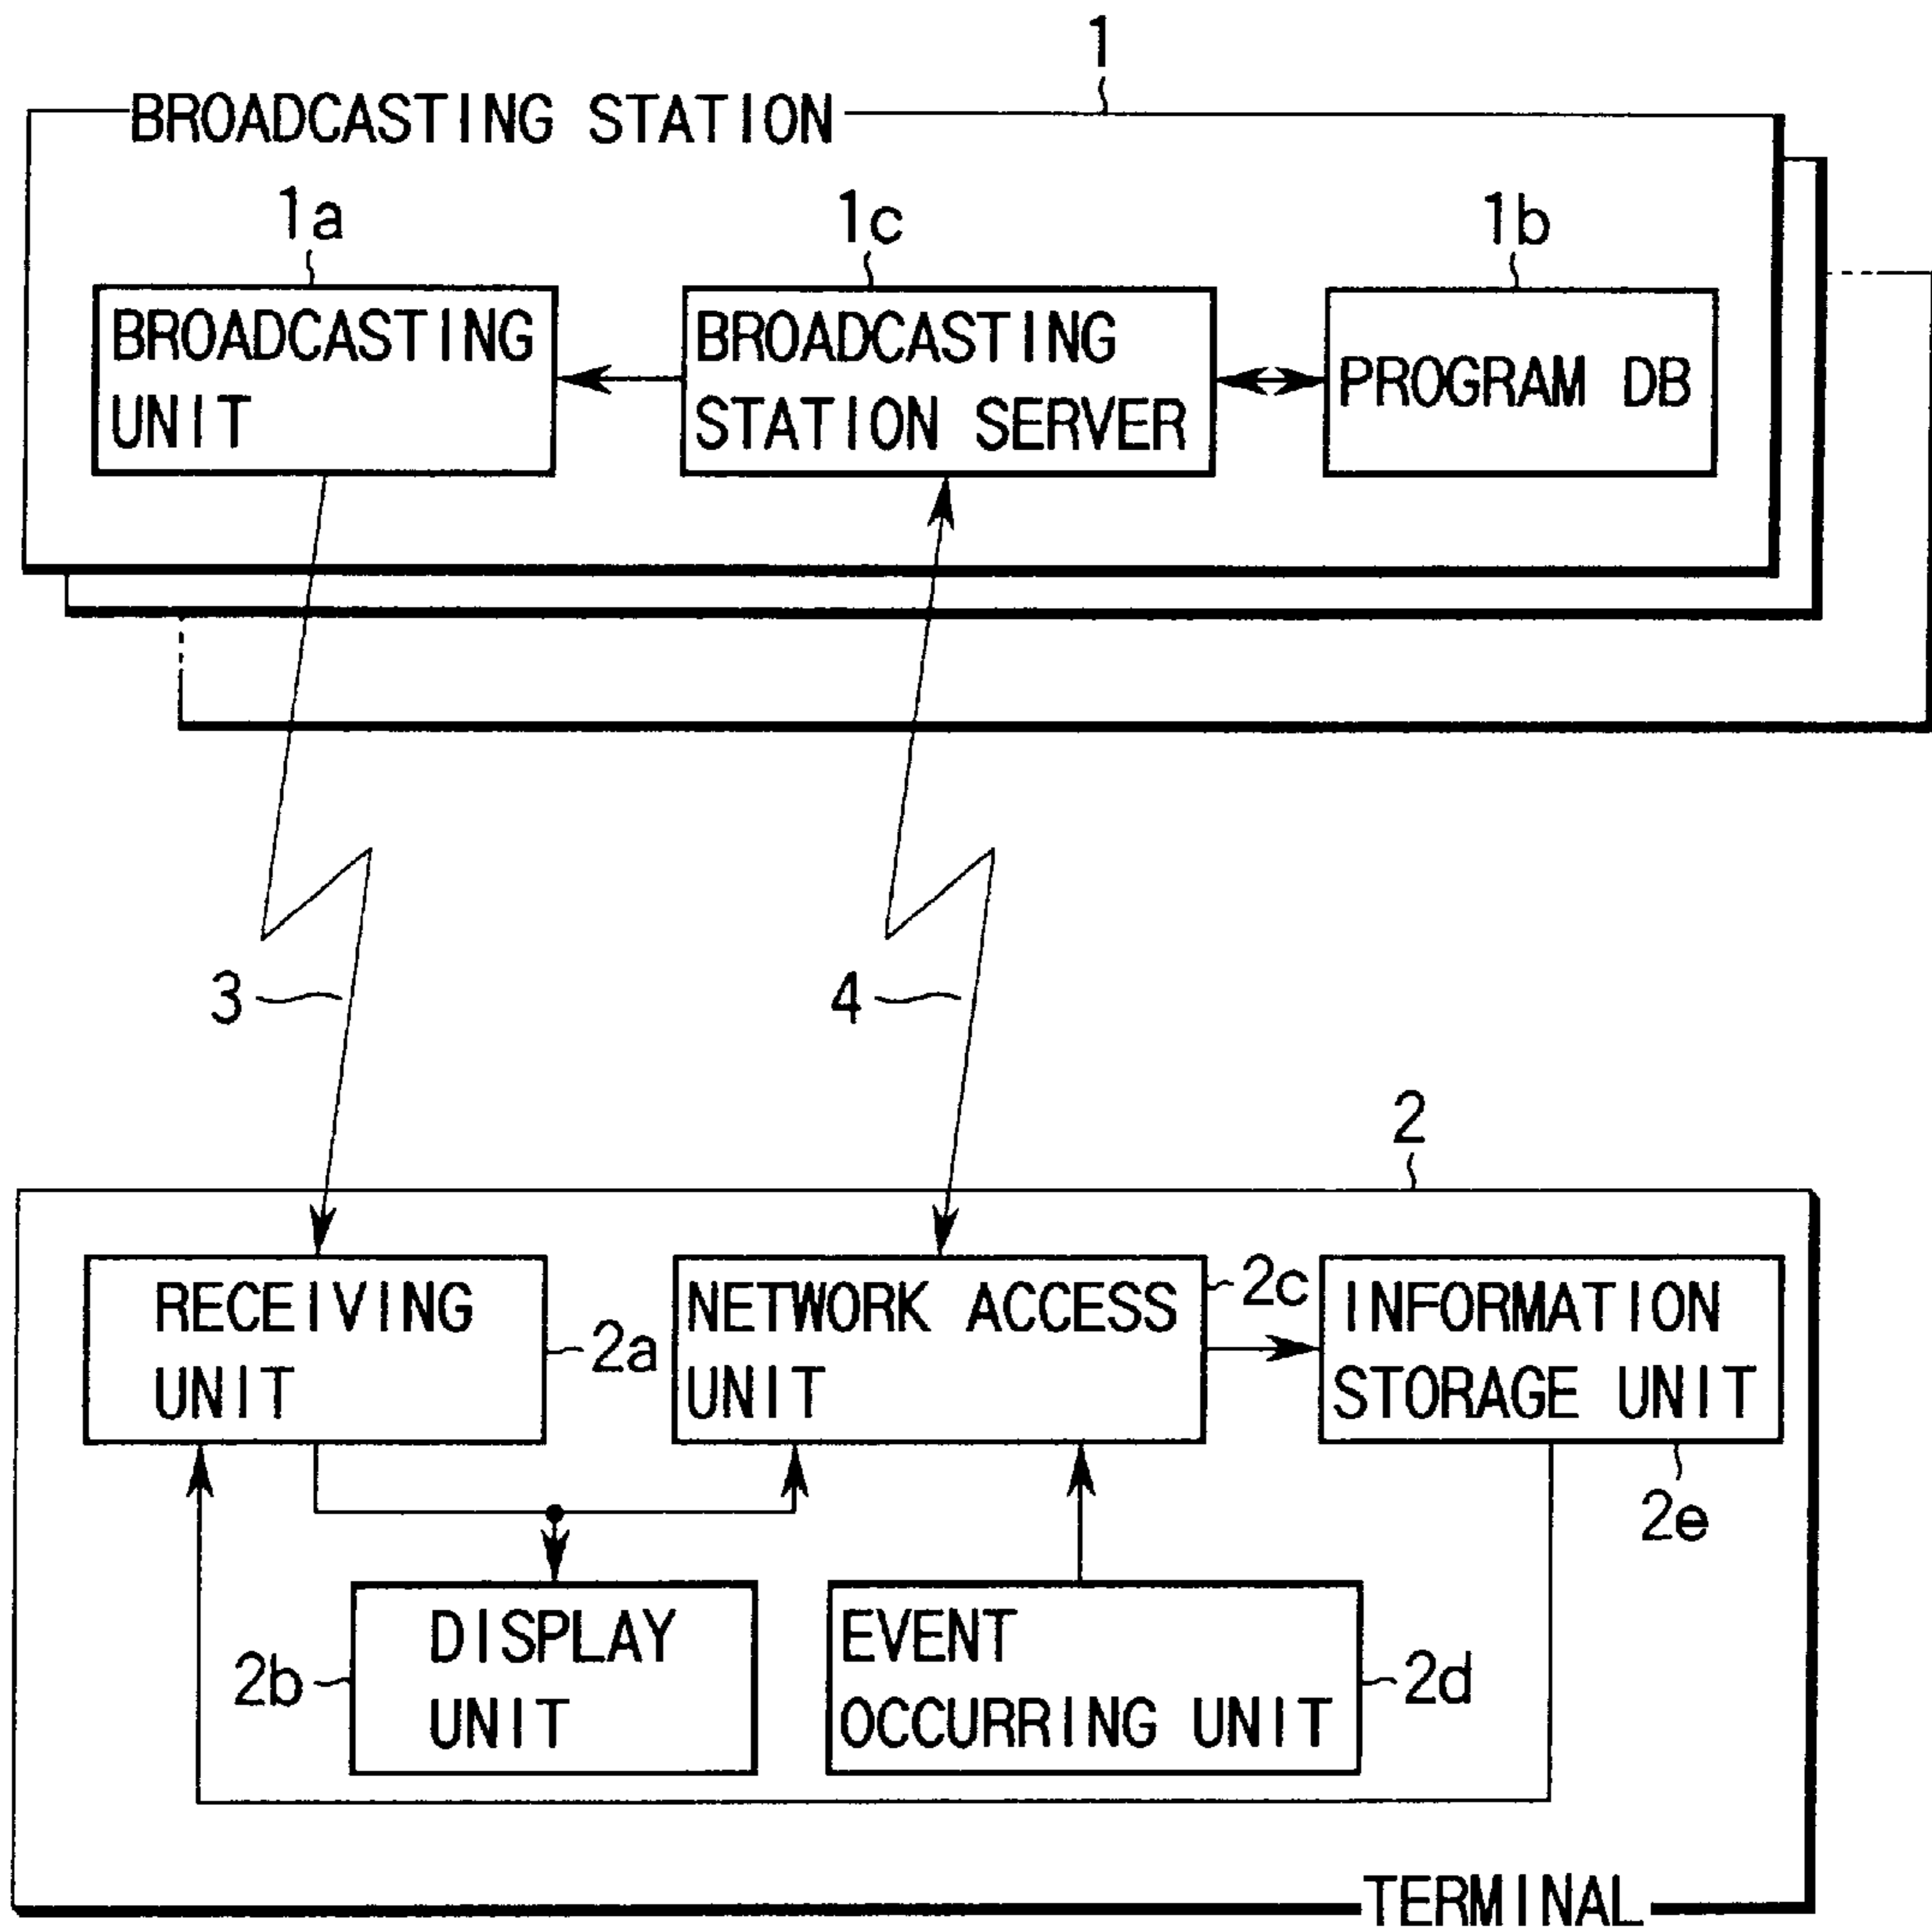 1
BROADCASTING STATION
1a
1c
1b
BROADCASTING
UNIT
BROADCASTING
STATION SERVER
PROGRAM DB
3
4
2
RECEIVING
UNIT
2a
NETWORK ACCESS
UNIT
2c
INFORMATION
STORAGE UNIT
2e
DISPLAY
UNIT
2b
EVENT
OCCURRING UNIT
2d
TERMINAL